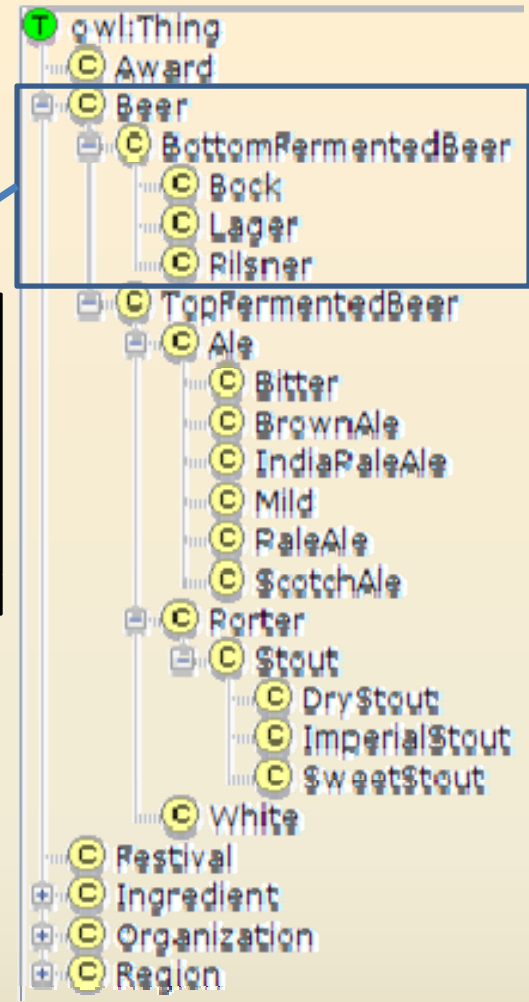 T owl:Thing
C Award
C Beer
C BottomFermentedBeer
C Bock
C Lager
C Pilsner
C TopFermentedBeer
C Ale
C Bitter
C BrownAle
C IndiaPaleAle
C Mild
C PaleAle
C ScotchAle
C Porter
C Stout
C DryStout
C ImperialStout
C SweetStout
C White
C Festival
C Ingredient
C Organization
C Region